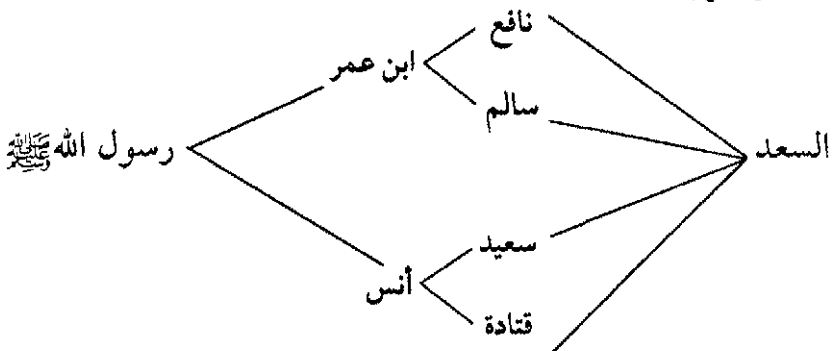 نافع
ابن عمر
سالم
رسول الله ﷺ
السعد
سعيد
أنس
قتادة